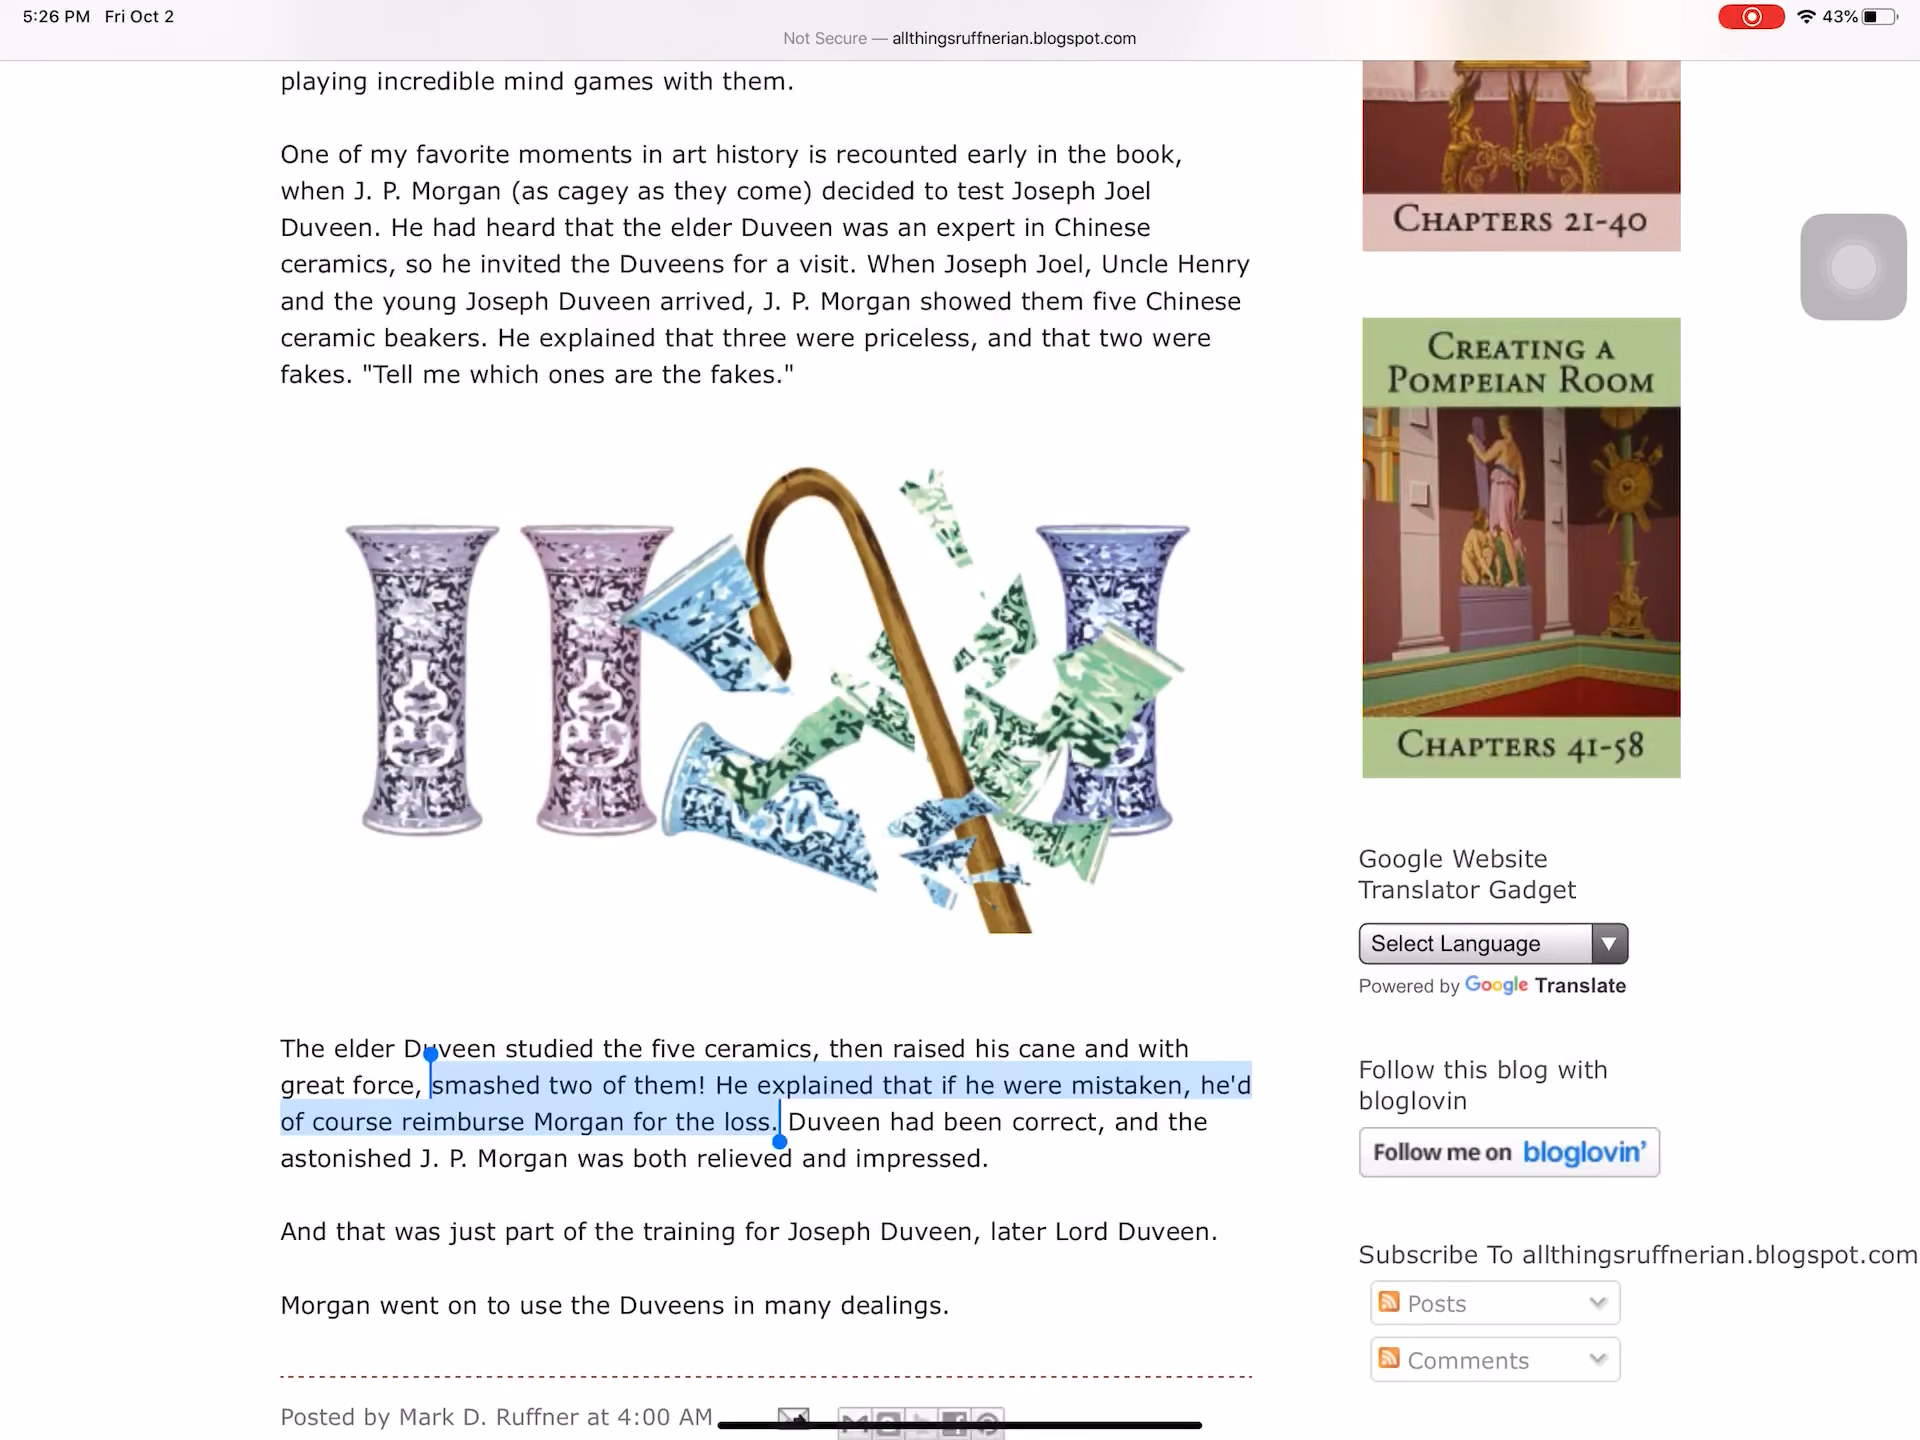 5:26 PM Fri Oct 2
43%
Not Secure — allthingsruffnerian.blogspot.com
playing incredible mind games with them.
One of my favorite moments in art history is recounted early in the book,
when J. P. Morgan (as cagey as they come) decided to test Joseph Joel
Duveen. He had heard that the elder Duveen was an expert in Chinese
ceramics, so he invited the Duveens for a visit. When Joseph Joel, Uncle Henry
and the young Joseph Duveen arrived, J. P. Morgan showed them five Chinese
ceramic beakers. He explained that three were priceless, and that two were
fakes. "Tell me which ones are the fakes."
The elder Duveen studied the five ceramics, then raised his cane and with
great force, smashed two of them! He explained that if he were mistaken, he'd
of course reimburse Morgan for the loss. Duveen had been correct, and the
astonished J. P. Morgan was both relieved and impressed.
And that was just part of the training for Joseph Duveen, later Lord Duveen.
Morgan went on to use the Duveens in many dealings.
Posted by Mark D. Ruffner at 4:00 AM
CHAPTERS 21-40
CREATING A
POMPEIAN ROOM
CHAPTERS 41-58
Google Website
Translator Gadget
Select Language
Powered by Google Translate
Follow this blog with
bloglovin
Follow me on bloglovin'
Subscribe To allthingsruffnerian.blogspot.com
Posts
Comments